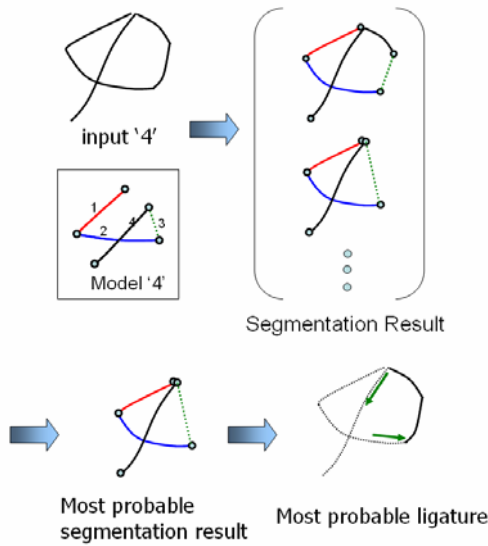 input ‘4’
1
2
4
3
Model ‘4’
Segmentation Result
Most probable
segmentation result
Most probable ligature